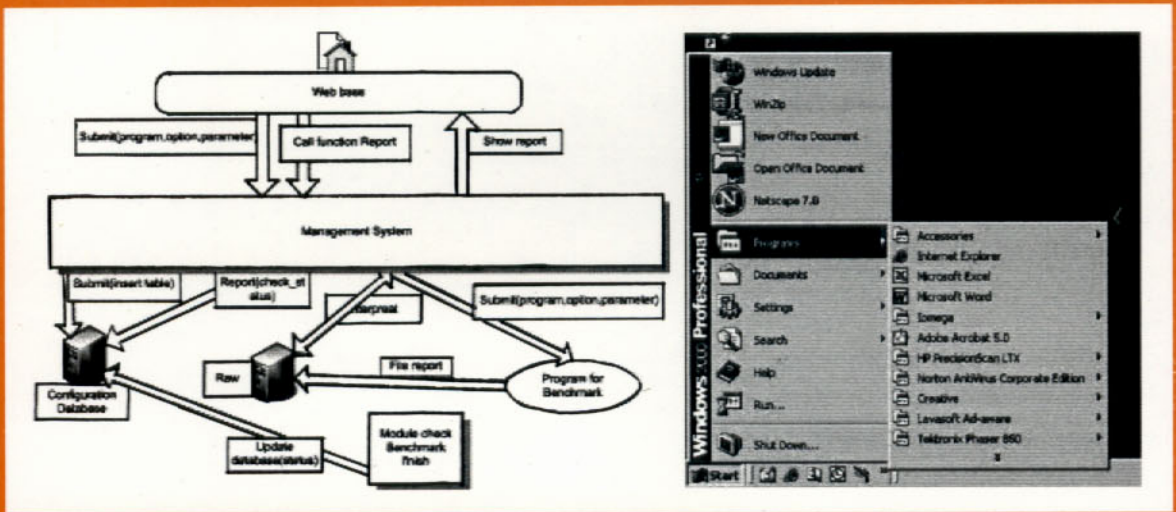 Web base
Submit(program,option,parameter)
Call function Report
Show report
Management System
Submit(insert table)
Report(check_st
atus)
Submit(program,option,parameter)
File report
Raw
Program for
Benchmark
Configuration
Database
Update
database(status)
Module check
Benchmark
finish
Windows 2000 Professional
Windows Update
WinZip
New Office Document
Open Office Document
Netscape 7.0
Programs
Documents
Settings
Search
Help
Run...
Shut Down...
Start
Accessories
Internet Explorer
Microsoft Excel
Microsoft Word
Iomega
Adobe Acrobat 5.0
HP PrecisionScan LTX
Norton AntiVirus Corporate Edition
Creative
Lavasoft Ad-aware
Tektronix Phaser 860